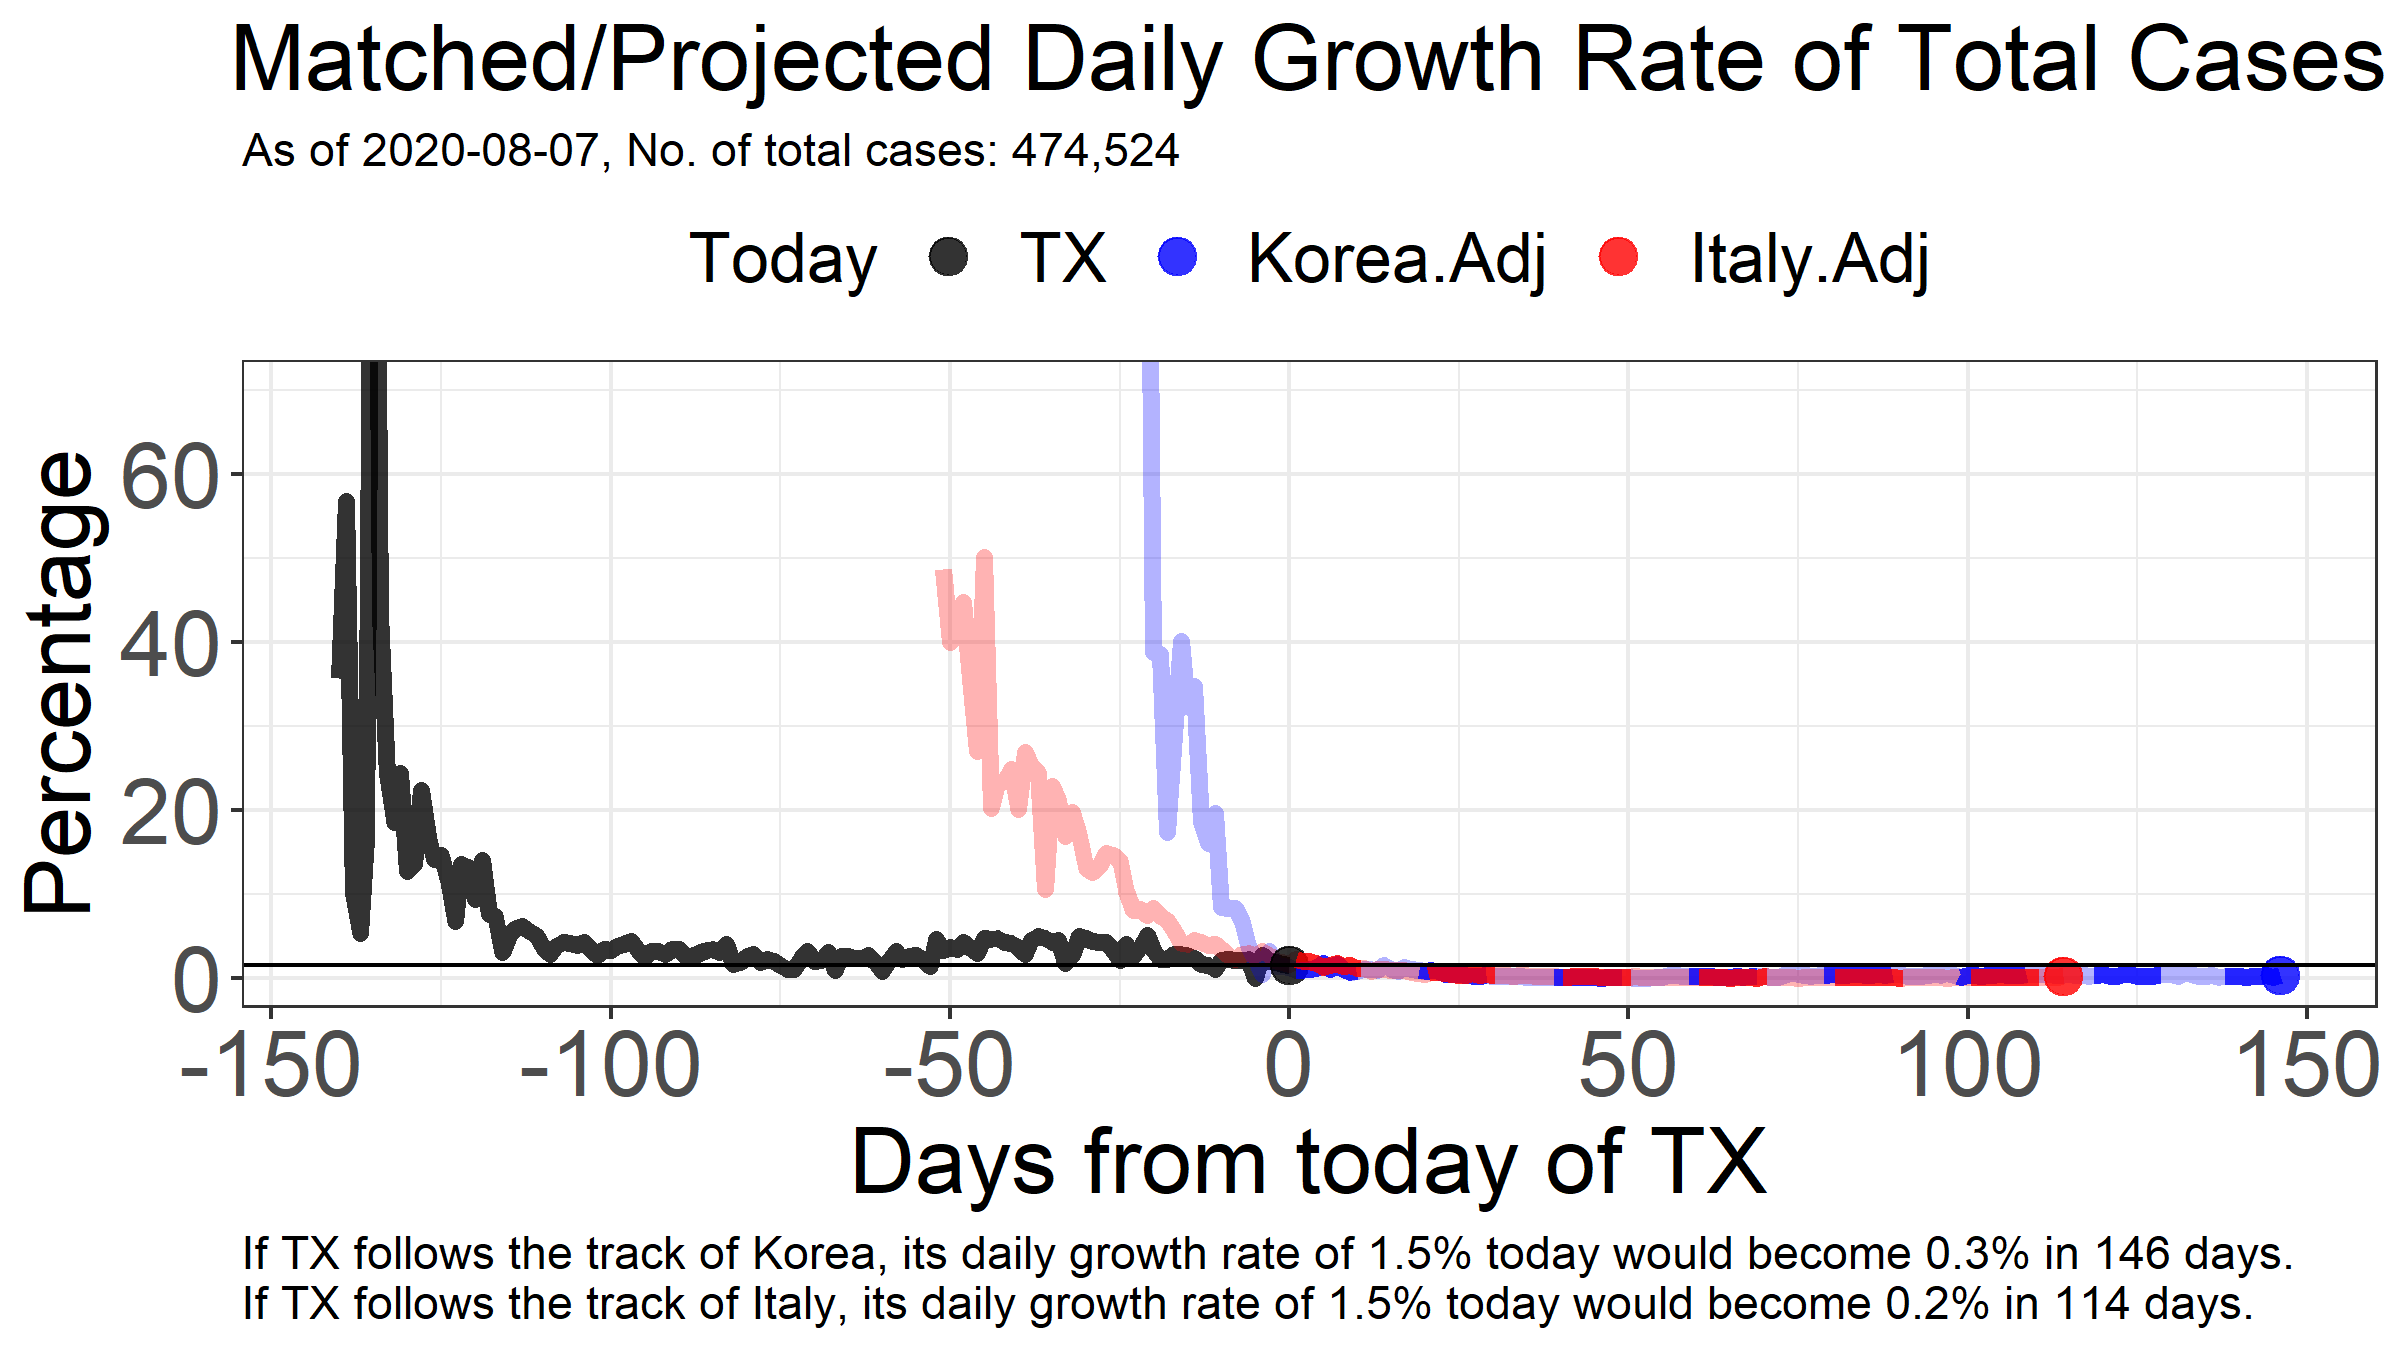 Matched/Projected Daily Growth Rate of Total Cases
As of 2020-08-07, No. of total cases: 474,524
Today TX Korea.Adj Italy.Adj
Percentage
60
40
20
0
-150 -100 -50 0 50 100 150
Days from today of TX
If TX follows the track of Korea, its daily growth rate of 1.5% today would become 0.3% in 146 days.
If TX follows the track of Italy, its daily growth rate of 1.5% today would become 0.2% in 114 days.